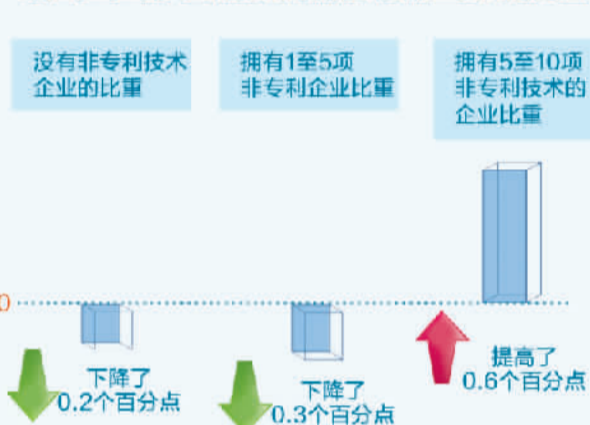 没有非专利技术
企业的比重
拥有1至5项
非专利企业比重
拥有5至10项
非专利技术的
企业比重
0
下降了
0.2个百分点
下降了
0.3个百分点
提高了
0.6个百分点